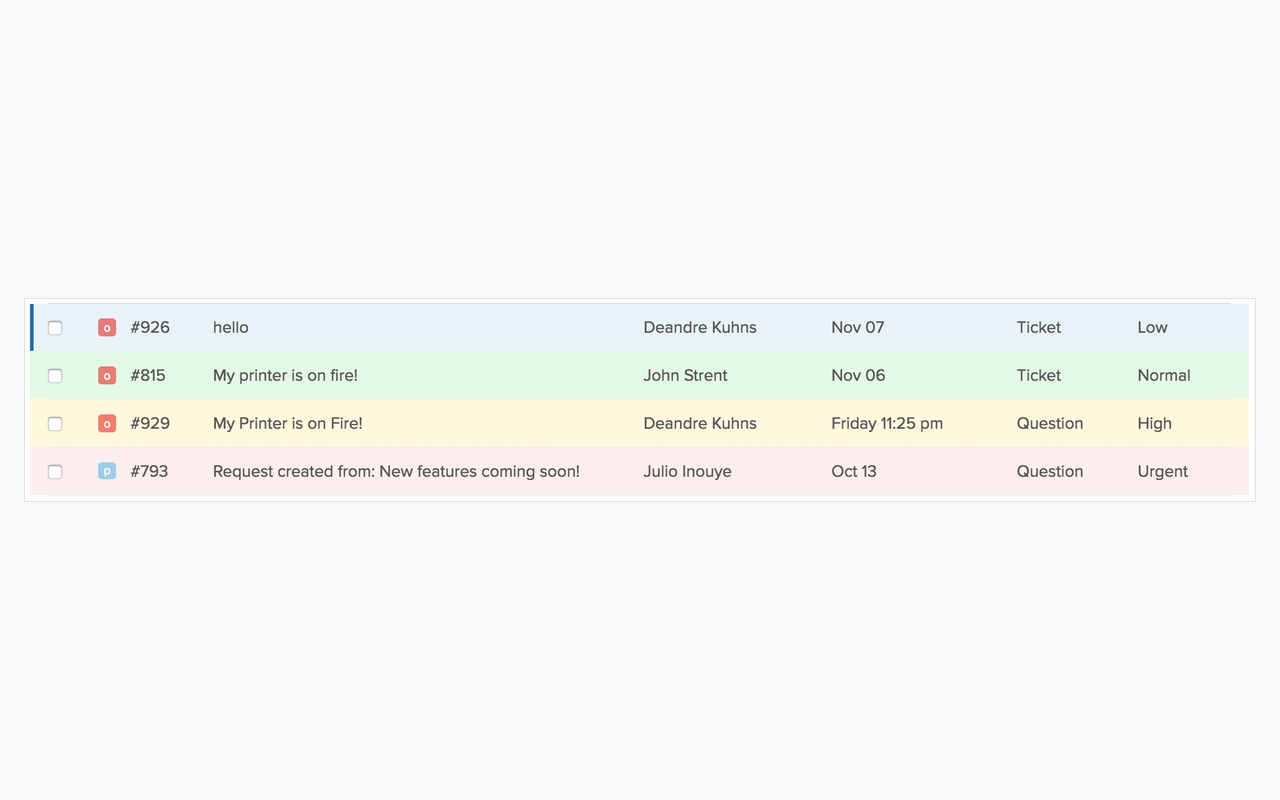 o #926 hello Deandre Kuhns Nov 07 Ticket Low
o #815 My printer is on fire! John Strent Nov 06 Ticket Normal
o #929 My Printer is on Fire! Deandre Kuhns Friday 11:25 pm Question High
p #793 Request created from: New features coming soon! Julio Inouye Oct 13 Question Urgent